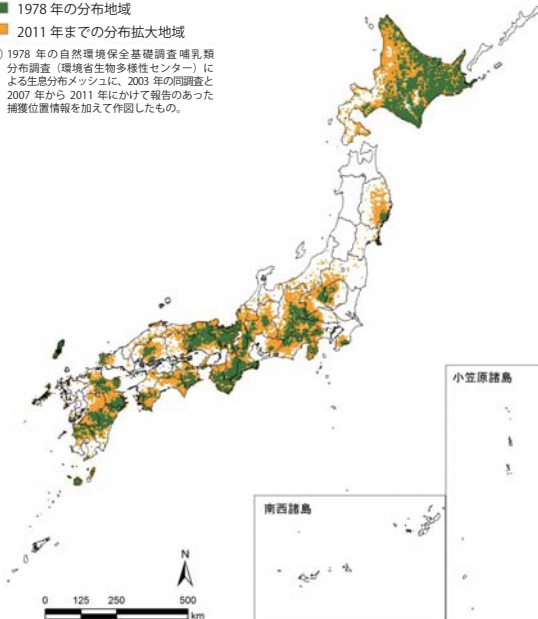 1978 年の分布地域
2011 年までの分布拡大地域
) 1978 年の自然環境保全基礎調査哺乳類
分布調査（環境省生物多様性センター）に
よる生息分布メッシュに、2003 年の同調査と
2007 年から 2011 年にかけて報告のあった
捕獲位置情報を加えて作図したもの。
小笠原諸島
南西諸島
N
0 125 250 500
km